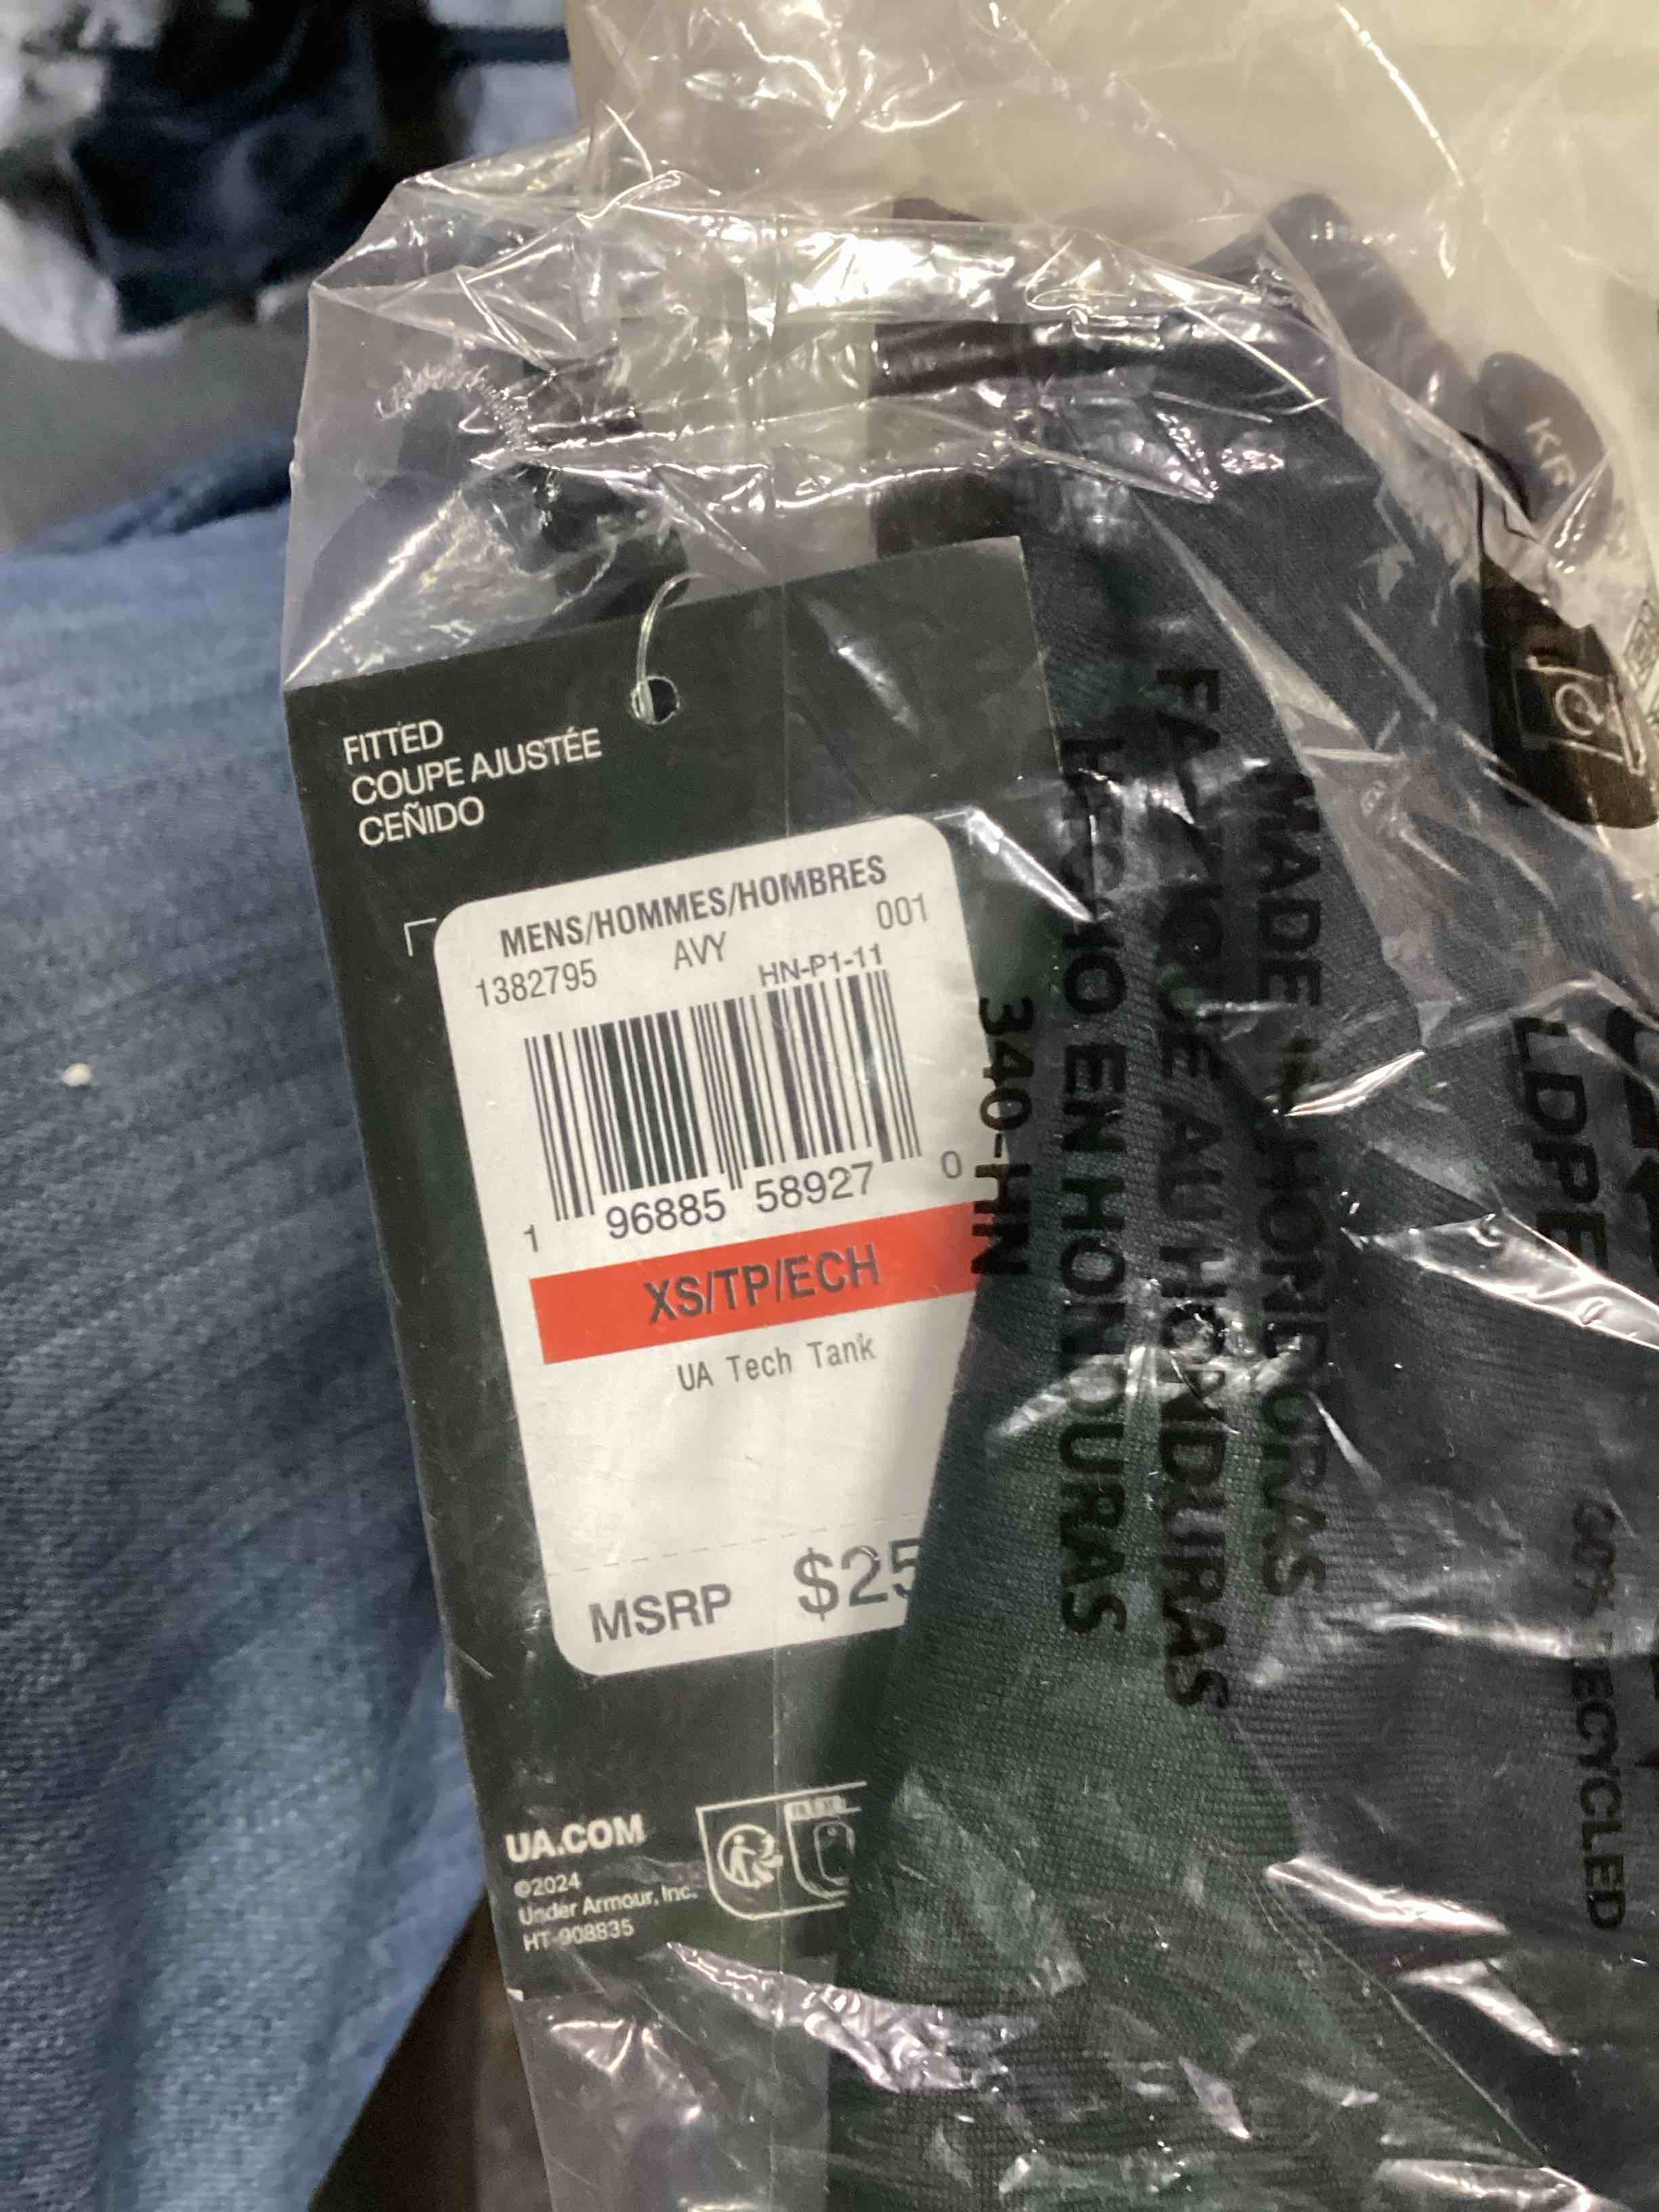 FITTED
COUPE AJUSTÉE
CEÑIDO
MENS/HOMMES/HOMBRES
1382795 AVY 001
HN-P1-11
1 96885 58927 0
XS/TP/ECH
UA Tech Tank
MSRP $25
UA.COM
©2024
Under Armour, Inc.
HT-908835
MADE IN HONDURAS
FABRIQUÉ AU HONDURAS
HECHO EN HONDURAS
340-HN
LDPE
RECYCLED